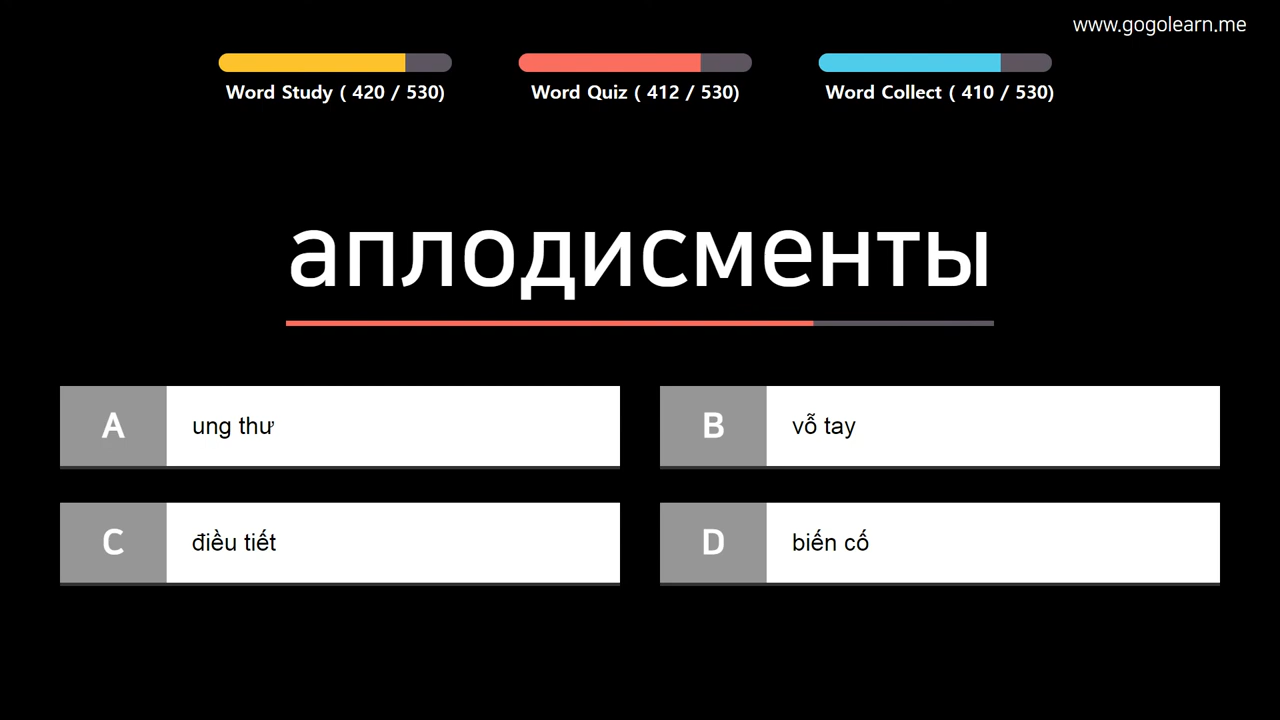 www.gogolearn.me
Word Study ( 420 / 530)
Word Quiz ( 412 / 530)
Word Collect ( 410 / 530)
аплодисменты
A
ung thư
B
vỗ tay
C
điều tiết
D
biến cố